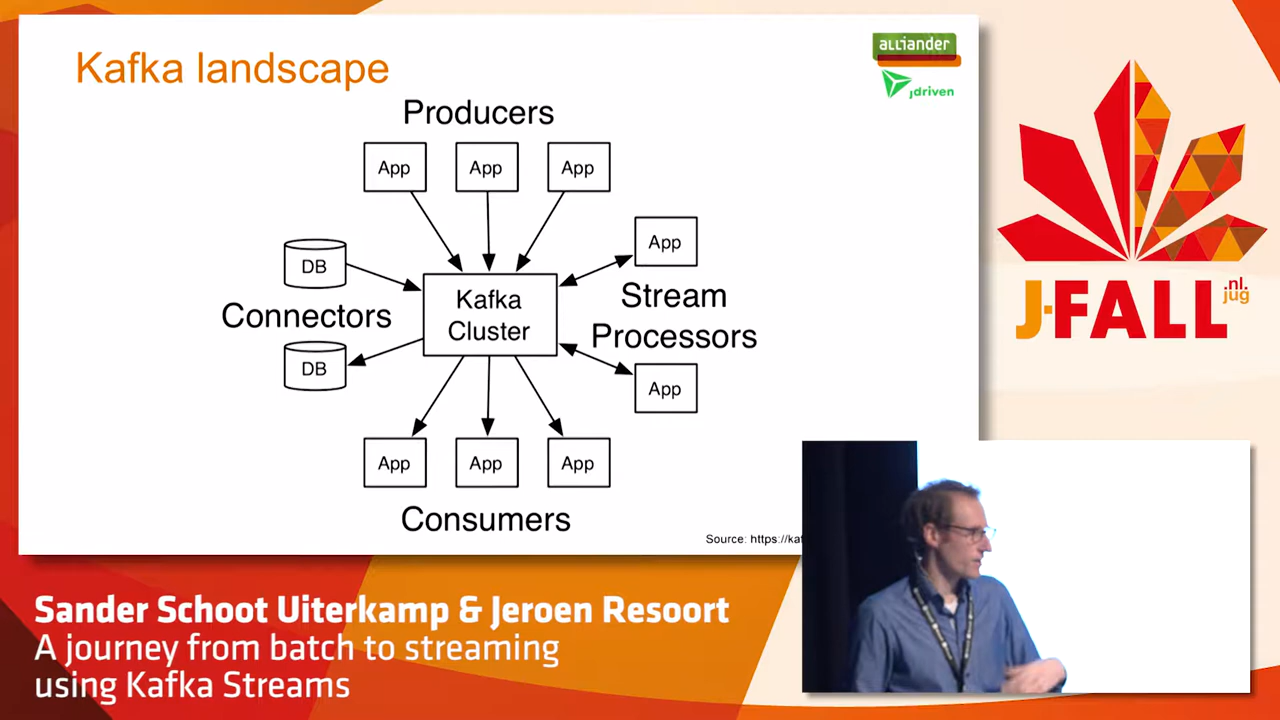 Kafka landscape
alliander
jdriven
Producers
App
App
App
App
DB
Kafka
Cluster
Stream
Processors
Connectors
DB
App
App
App
App
Consumers
Source: https://kaf
J-FALL
.nl.
jug
Sander Schoot Uiterkamp & Jeroen Resoort
A journey from batch to streaming
using Kafka Streams